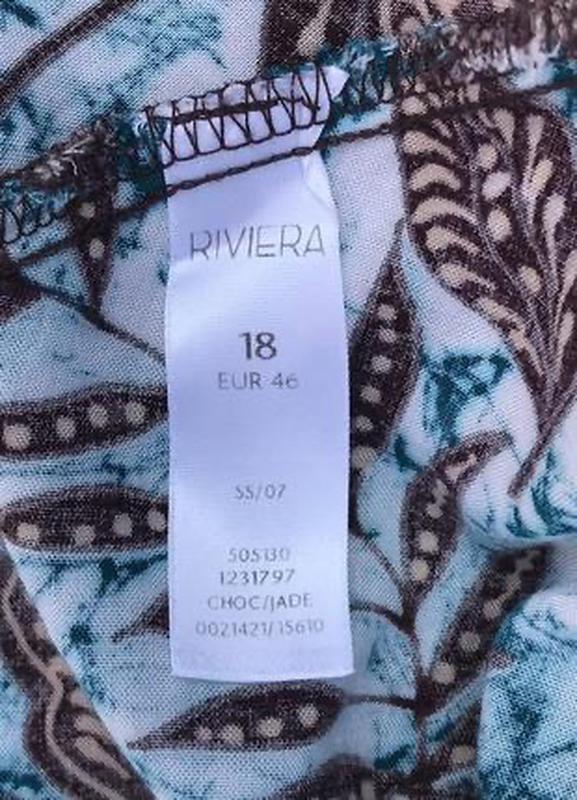 RIVIERA
18
EUR 46
SS/07
505130
1231797
CHOC/JADE
0021421/15610